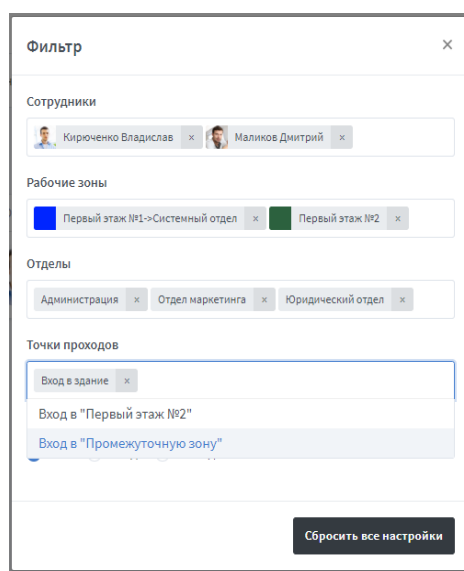 Фильтр ×
Сотрудники
Кирюченко Владислав × Маликов Дмитрий ×
Рабочие зоны
Первый этаж №1->Системный отдел × Первый этаж №2 ×
Отделы
Администрация × Отдел маркетинга × Юридический отдел ×
Точки проходов
Вход в здание ×
Вход в "Первый этаж №2"
Вход в "Промежуточную зону"
Сбросить все настройки